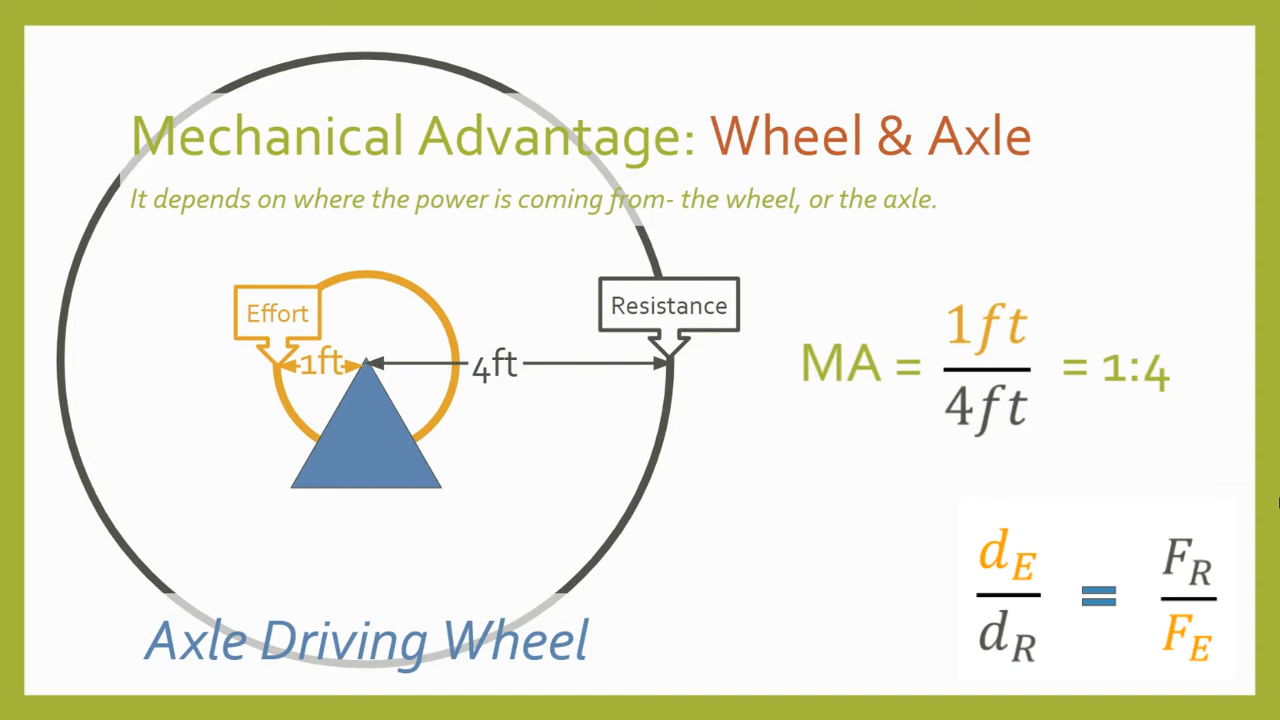 Mechanical Advantage: Wheel & Axle
It depends on where the power is coming from- the wheel, or the axle.
Effort
Resistance
1ft
4ft
MA = 1ft / 4ft = 1:4
d_E / d_R = F_R / F_E
Axle Driving Wheel